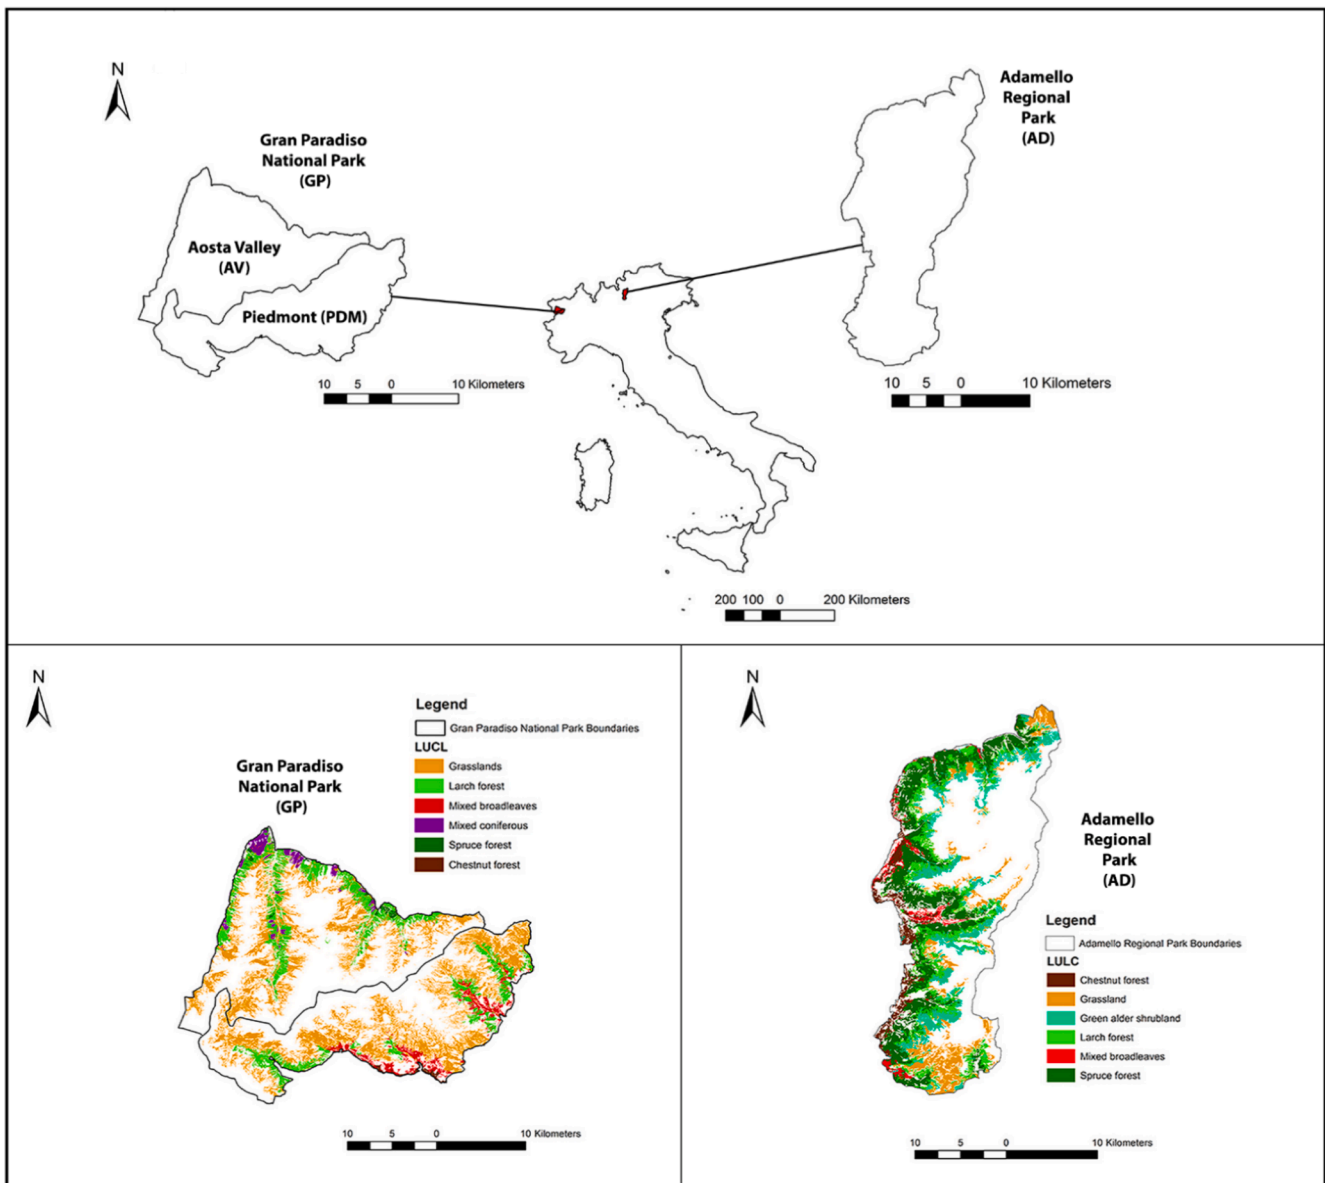 N
Gran Paradiso
National Park
(GP)
Aosta Valley
(AV)
Piedmont (PDM)
10 5 0 10 Kilometers
Adamello
Regional
Park
(AD)
10 5 0 10 Kilometers
200 100 0 200 Kilometers
N
Gran Paradiso
National Park
(GP)
Legend
Gran Paradiso National Park Boundaries
LUCL
Grasslands
Larch forest
Mixed broadleaves
Mixed coniferous
Spruce forest
Chestnut forest
10 5 0 10 Kilometers
N
Adamello
Regional
Park
(AD)
Legend
Adamello Regional Park Boundaries
LULC
Chestnut forest
Grassland
Green alder shrubland
Larch forest
Mixed broadleaves
Spruce forest
10 5 0 10 Kilometers